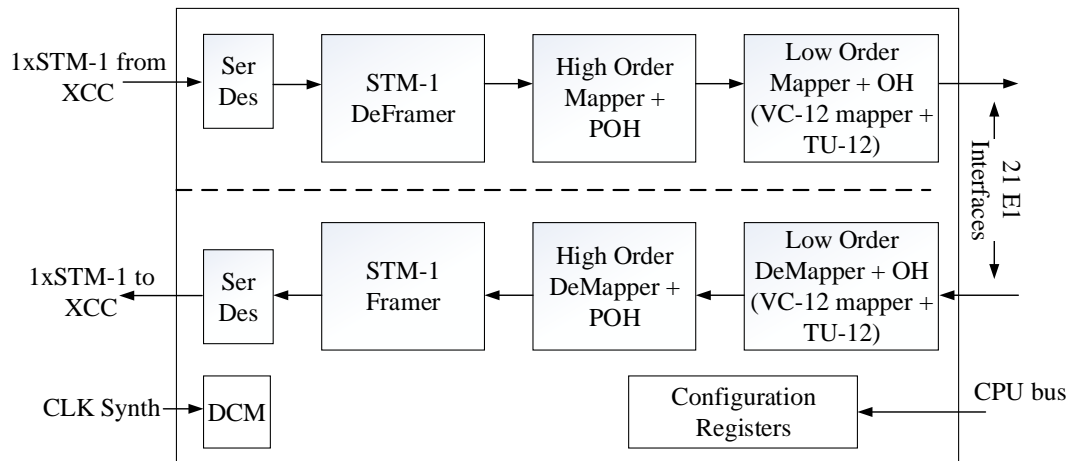 1xSTM-1 from
XCC
Ser
Des
STM-1
DeFramer
High Order
Mapper +
POH
Low Order
Mapper + OH
(VC-12 mapper +
TU-12)
21 E1
Interfaces
1xSTM-1 to
XCC
Ser
Des
STM-1
Framer
High Order
DeMapper +
POH
Low Order
DeMapper + OH
(VC-12 mapper +
TU-12)
CLK Synth
DCM
Configuration
Registers
CPU bus